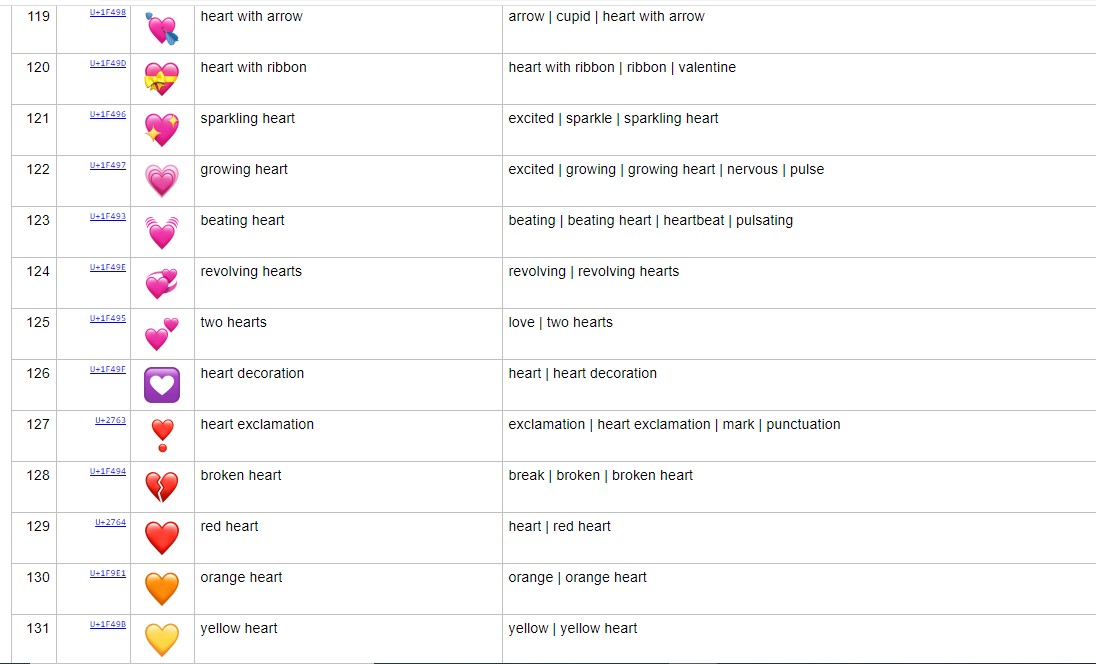 119 U+1F498 heart with arrow arrow | cupid | heart with arrow
120 U+1F49D heart with ribbon heart with ribbon | ribbon | valentine
121 U+1F496 sparkling heart excited | sparkle | sparkling heart
122 U+1F497 growing heart excited | growing | growing heart | nervous | pulse
123 U+1F493 beating heart beating | beating heart | heartbeat | pulsating
124 U+1F49E revolving hearts revolving | revolving hearts
125 U+1F495 two hearts love | two hearts
126 U+1F49F heart decoration heart | heart decoration
127 U+2763 heart exclamation exclamation | heart exclamation | mark | punctuation
128 U+1F494 broken heart break | broken | broken heart
129 U+2764 red heart heart | red heart
130 U+1F9E1 orange heart orange | orange heart
131 U+1F49B yellow heart yellow | yellow heart